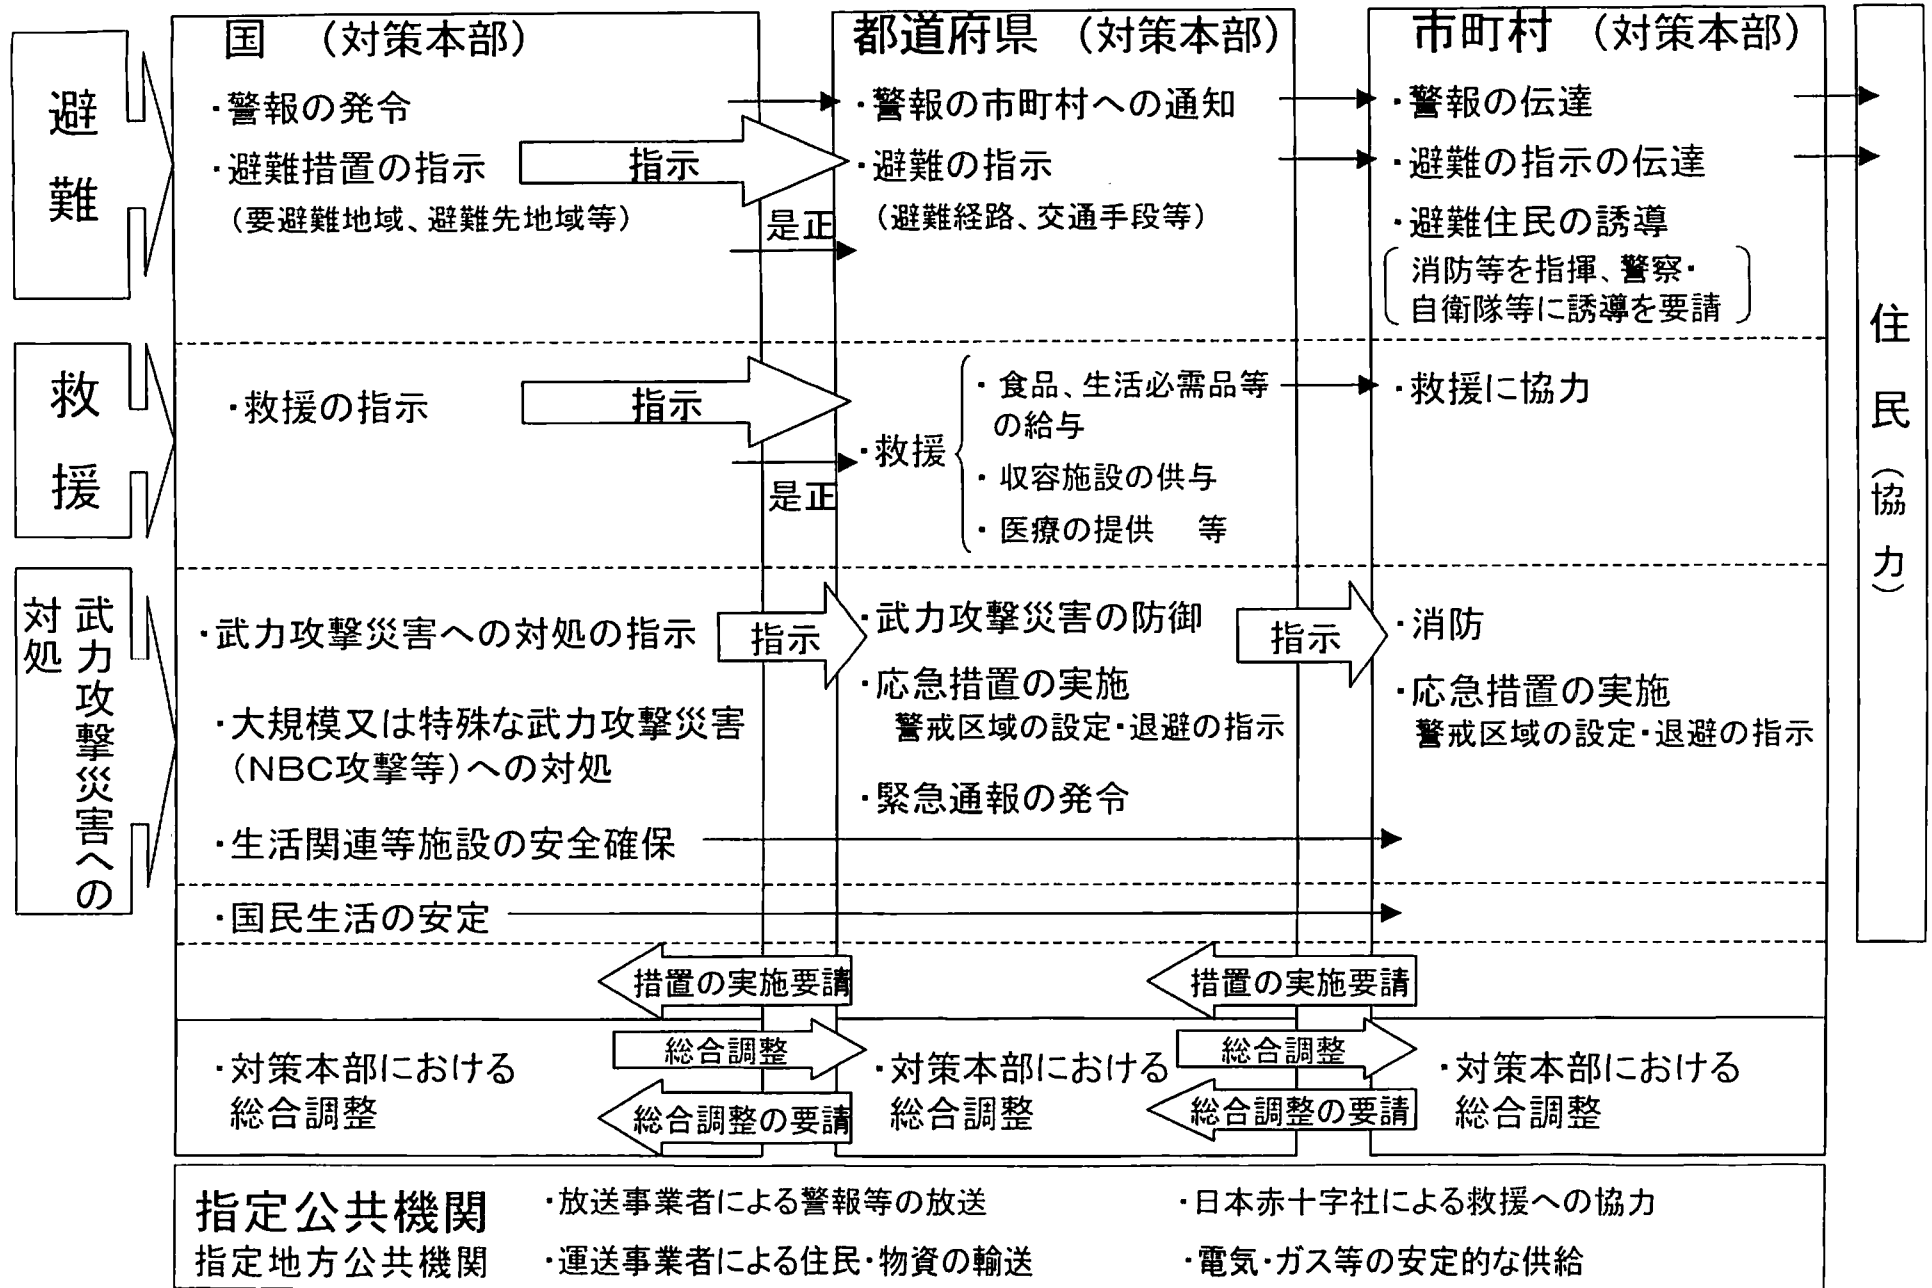 国 （対策本部）
都道府県 （対策本部）
市町村 （対策本部）
避難
・警報の発令
・警報の市町村への通知
・警報の伝達
・避難措置の指示
指示
・避難の指示
・避難の指示の伝達
（要避難地域、避難先地域等）
是正
（避難経路、交通手段等）
・避難住民の誘導
消防等を指揮、警察・
自衛隊等に誘導を要請
救援
・救援の指示
指示
是正
・救援
・食品、生活必需品等
の給与
・収容施設の供与
・医療の提供 等
・救援に協力
武力攻撃災害への
対処
・武力攻撃災害への対処の指示
指示
・武力攻撃災害の防御
指示
・消防
・大規模又は特殊な武力攻撃災害
（NBC攻撃等）への対処
・応急措置の実施
警戒区域の設定・退避の指示
・応急措置の実施
警戒区域の設定・退避の指示
・緊急通報の発令
・生活関連等施設の安全確保
・国民生活の安定
措置の実施要請
措置の実施要請
・対策本部における
総合調整
総合調整
総合調整の要請
・対策本部における
総合調整
総合調整
総合調整の要請
・対策本部における
総合調整
住民（協力）
指定公共機関
指定地方公共機関
・放送事業者による警報等の放送
・日本赤十字社による救援への協力
・運送事業者による住民・物資の輸送
・電気・ガス等の安定的な供給